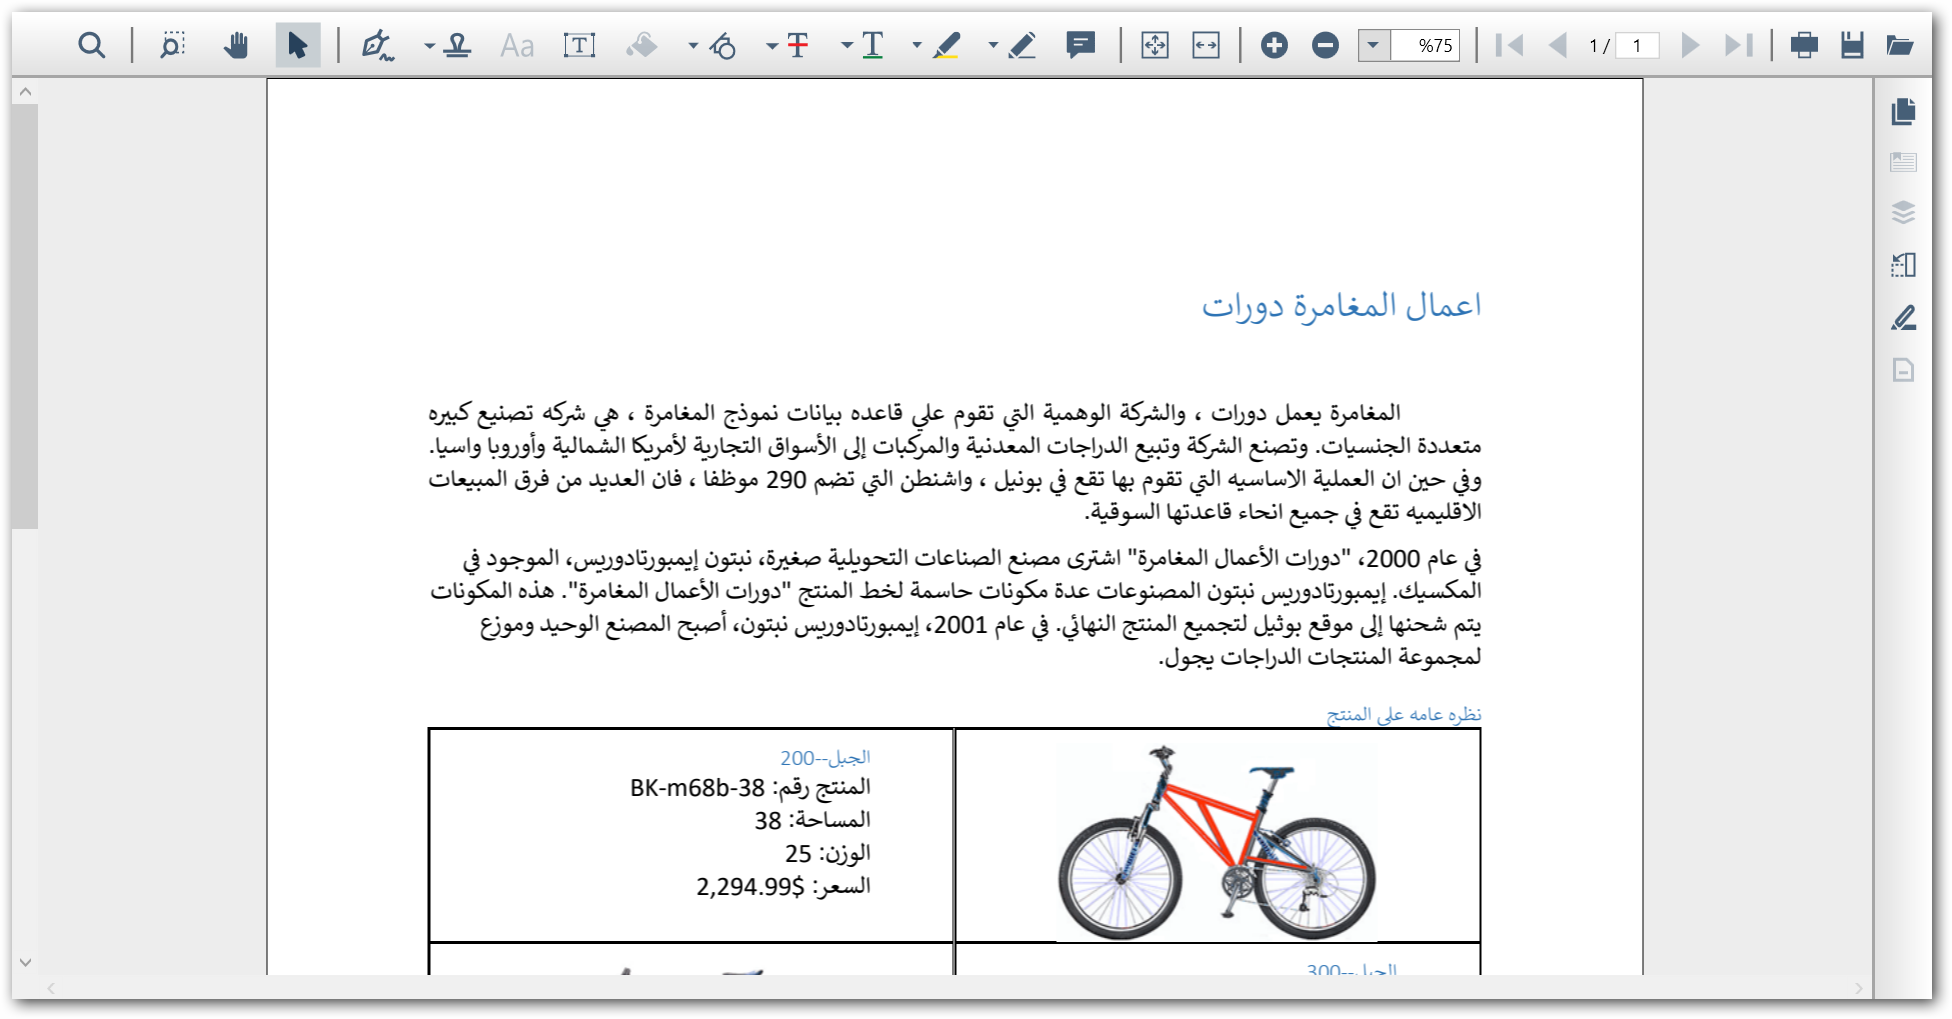 %75
1 / 1
اعمال المغامرة دورات
المغامرة يعمل دورات ، والشركة الوهمية التي تقوم علي قاعده بيانات نموذج المغامرة ، هي شركه تصنيع كبيره
متعددة الجنسيات. وتصنع الشركة وتبيع الدراجات المعدنية والمركبات إلى الأسواق التجارية لأمريكا الشمالية وأوروبا واسيا.
وفي حين ان العملية الاساسيه التي تقوم بها تقع في بونيل ، واشنطن التي تضم 290 موظفا ، فان العديد من فرق المبيعات
الاقليميه تقع في جميع انحاء قاعدتها السوقية.
في عام 2000، "دورات الأعمال المغامرة" اشترى مصنع الصناعات التحويلية صغيرة، نبتون إيمبورتادوريس، الموجود في
المكسيك. إيمبورتادوريس نبتون المصنوعات عدة مكونات حاسمة لخط المنتج "دورات الأعمال المغامرة". هذه المكونات
يتم شحنها إلى موقع بوثيل لتجميع المنتج النهائي. في عام 2001، إيمبورتادوريس نبتون، أصبح المصنع الوحيد وموزع
لمجموعة المنتجات الدراجات يجول.
نظره عامه علي المنتج
الجبل--200
المنتج رقم: BK-m68b-38
المساحة: 38
الوزن: 25
السعر: $2,294.99
الجبل--300